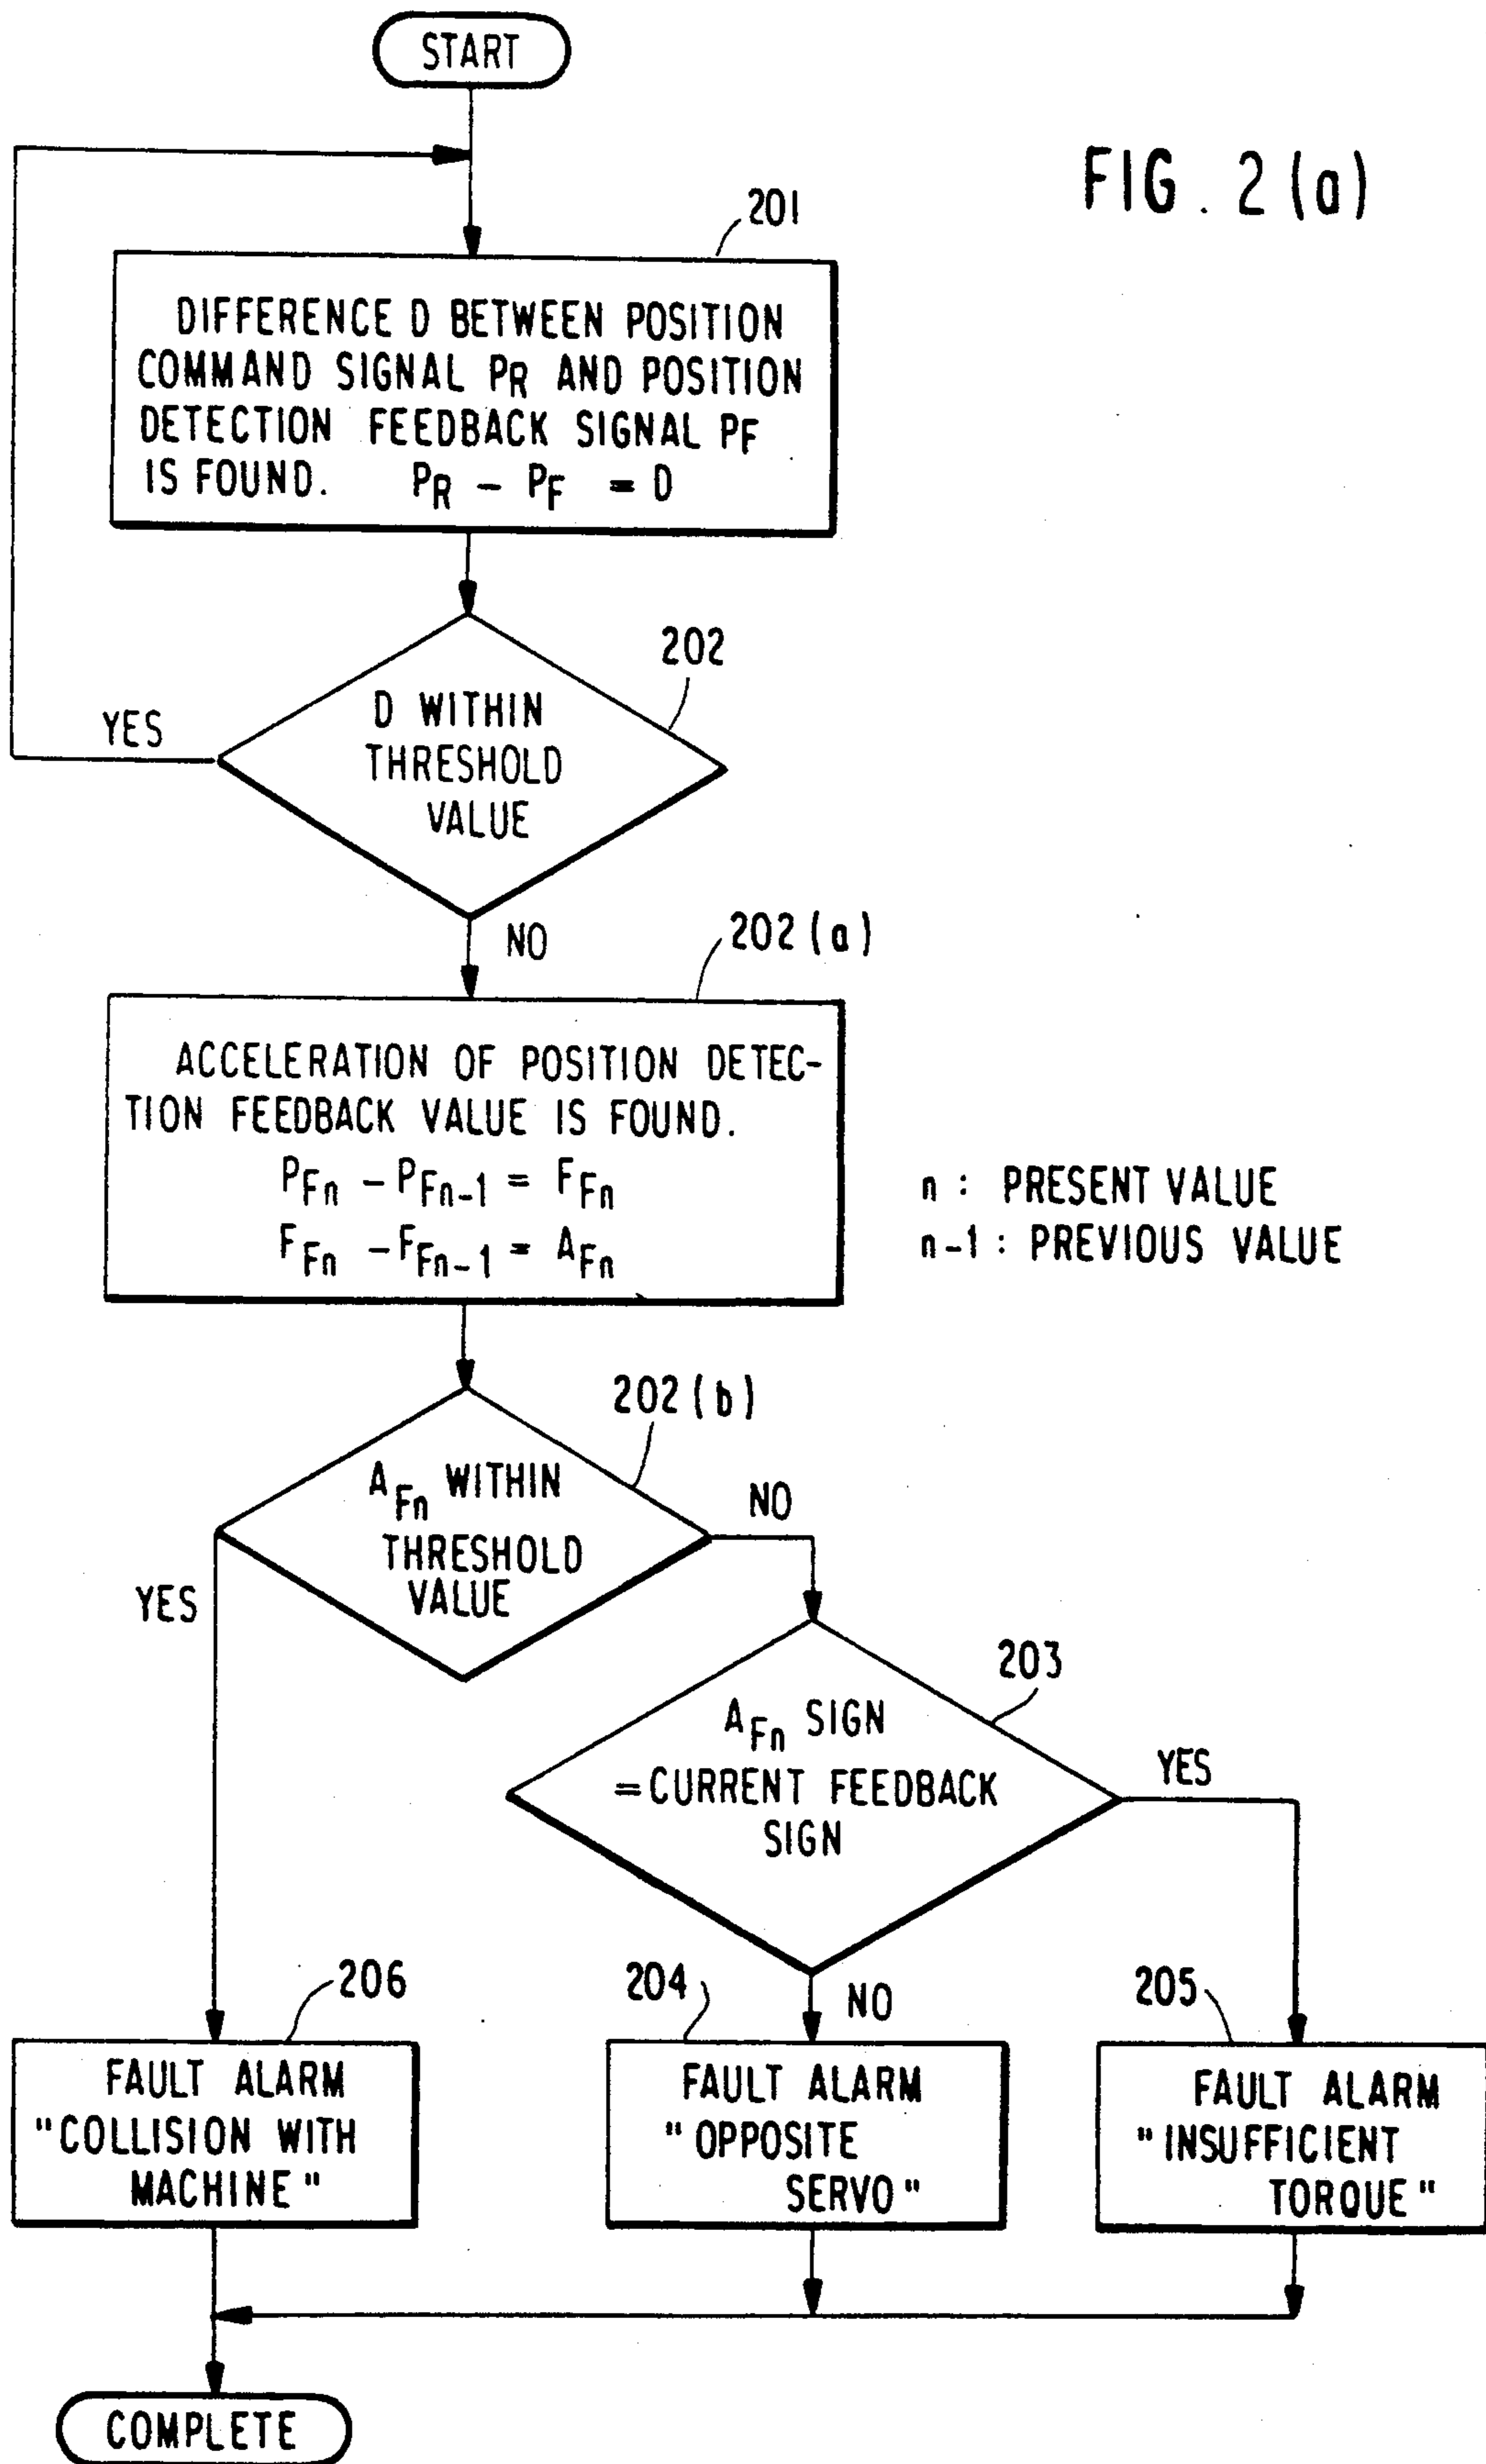 START
FIG. 2 (a)
201
DIFFERENCE D BETWEEN POSITION
COMMAND SIGNAL PR AND POSITION
DETECTION FEEDBACK SIGNAL PF
IS FOUND. PR - PF = D
202
D WITHIN
THRESHOLD
VALUE
YES
NO
202 (a)
ACCELERATION OF POSITION DETEC-
TION FEEDBACK VALUE IS FOUND.
PFn - PFn-1 = FFn
FFn - FFn-1 = AFn
n : PRESENT VALUE
n-1 : PREVIOUS VALUE
202 (b)
AFn WITHIN
THRESHOLD
VALUE
NO
YES
203
AFn SIGN
= CURRENT FEEDBACK
SIGN
YES
NO
206
FAULT ALARM
"COLLISION WITH
MACHINE"
204
FAULT ALARM
"OPPOSITE
SERVO"
205
FAULT ALARM
"INSUFFICIENT
TORQUE"
COMPLETE